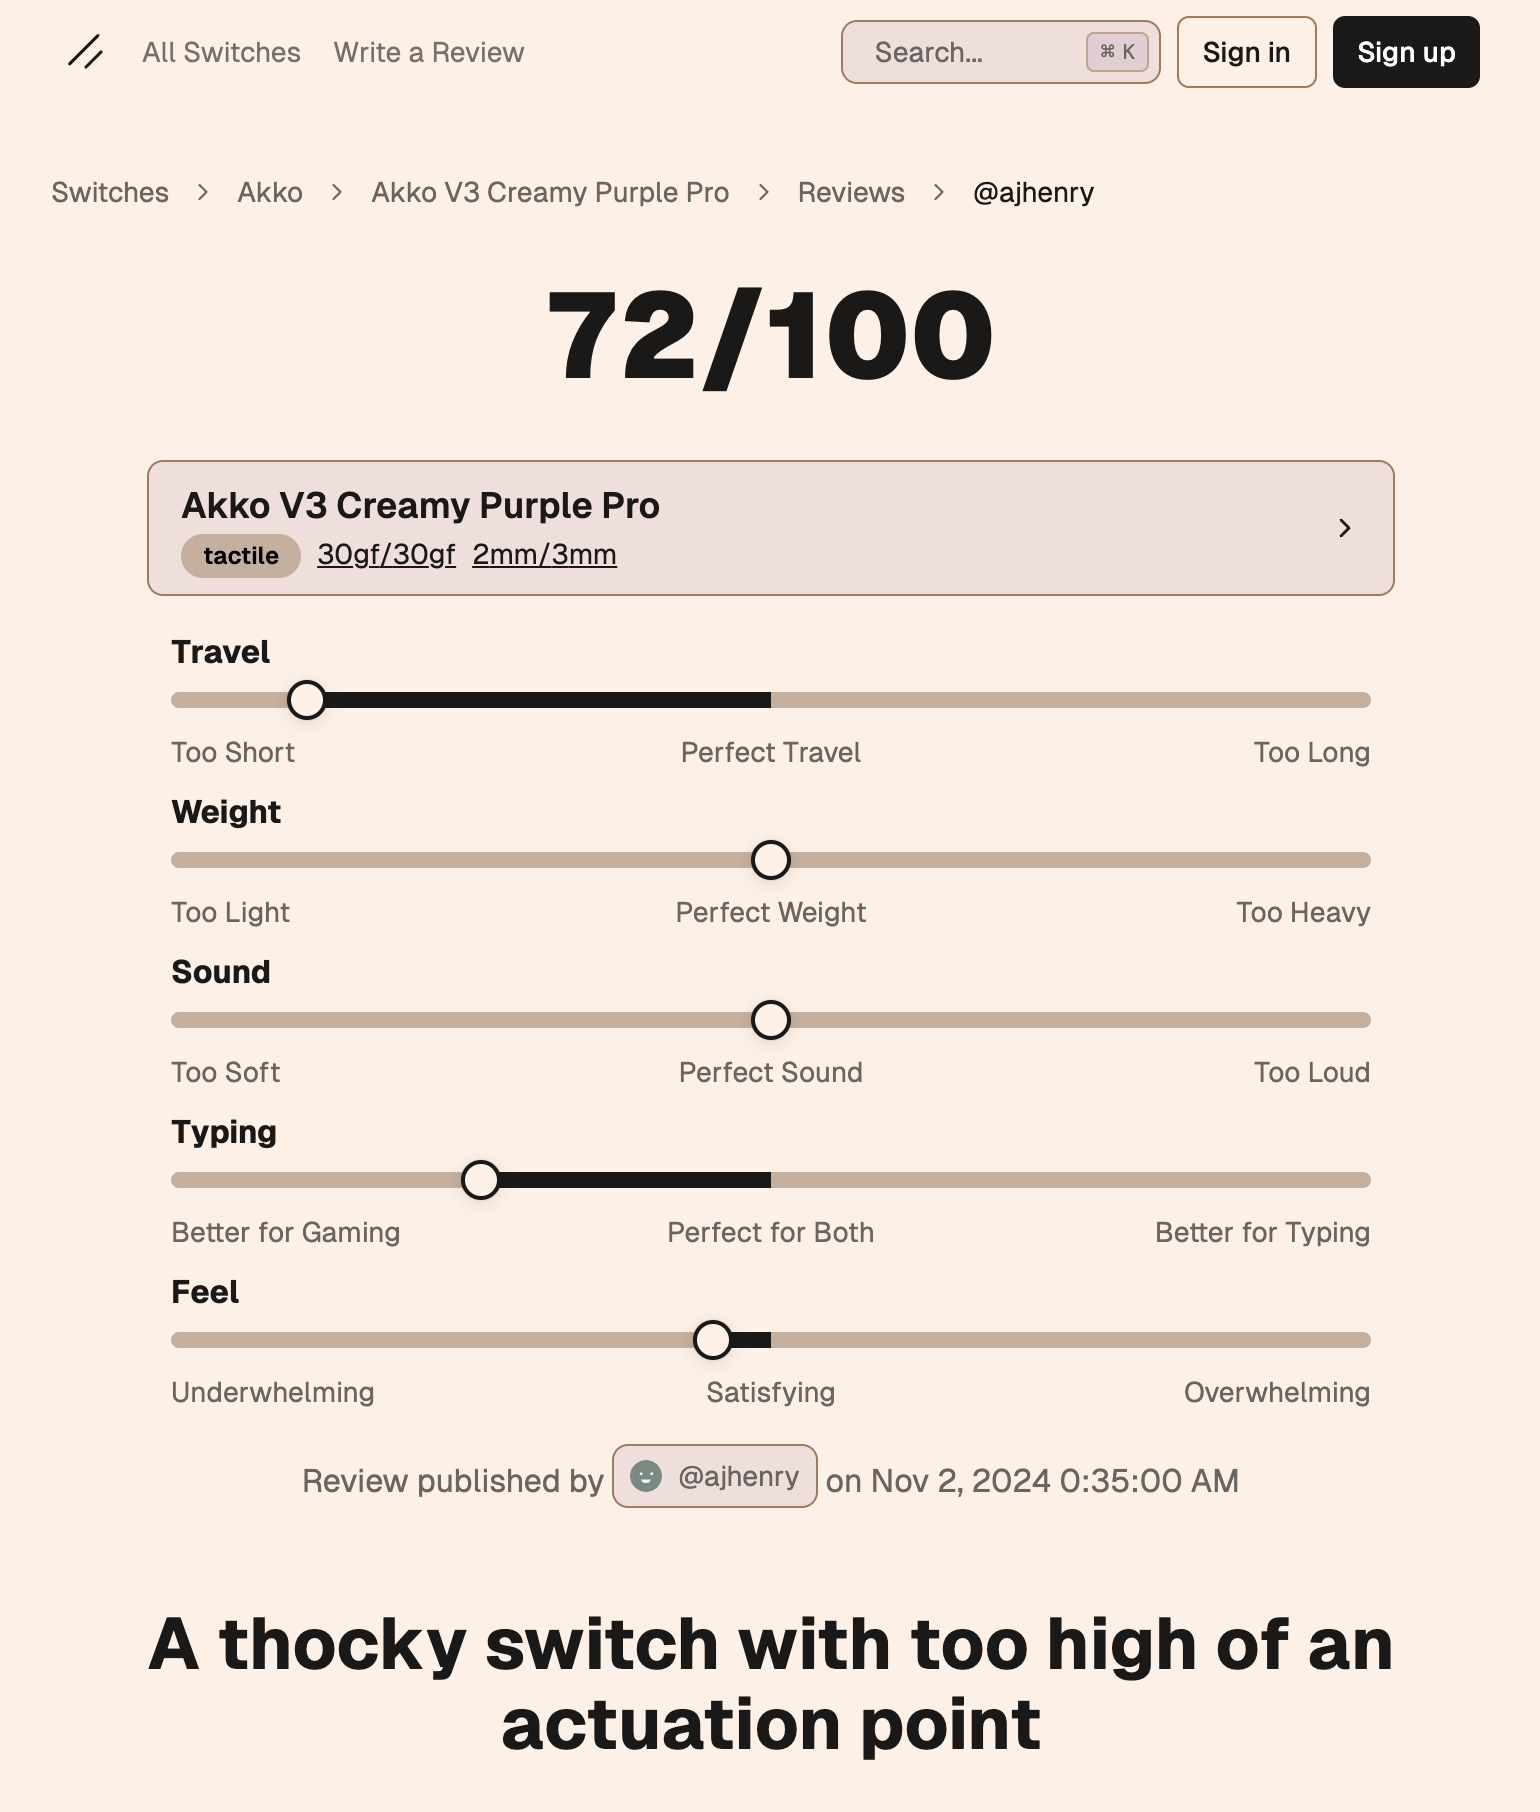 All Switches Write a Review Search... ⌘ K Sign in Sign up
Switches > Akko > Akko V3 Creamy Purple Pro > Reviews > @ajhenry
72/100
Akko V3 Creamy Purple Pro
tactile 30gf/30gf 2mm/3mm
Travel
Too Short Perfect Travel Too Long
Weight
Too Light Perfect Weight Too Heavy
Sound
Too Soft Perfect Sound Too Loud
Typing
Better for Gaming Perfect for Both Better for Typing
Feel
Underwhelming Satisfying Overwhelming
Review published by @ajhenry on Nov 2, 2024 0:35:00 AM
A thocky switch with too high of an
actuation point